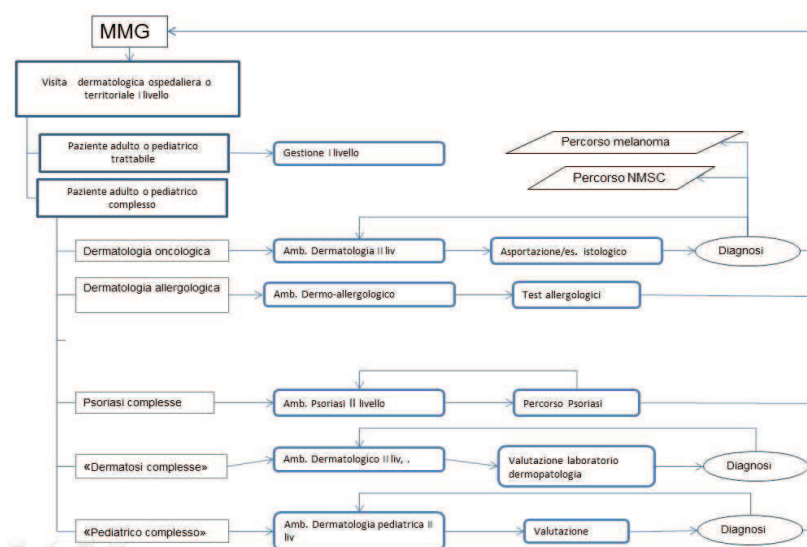 MMG
Visita dermatologica ospedaliera o
territoriale I livello
Paziente adulto o pediatrico
trattabile
Gestione I livello
Percorso melanoma
Percorso NMSC
Paziente adulto o pediatrico
complesso
Dermatologia oncologica
Amb. Dermatologia II liv
Asportazione/es. istologico
Diagnosi
Dermatologia allergologica
Amb. Dermo-allergologico
Test allergologici
Psoriasi complesse
Amb. Psoriasi II livello
Percorso Psoriasi
«Dermatosi complesse»
Amb. Dermatologico II liv, .
Valutazione laboratorio
dermopatologia
Diagnosi
«Pediatrico complesso»
Amb. Dermatologia pediatrica II
liv
Valutazione
Diagnosi